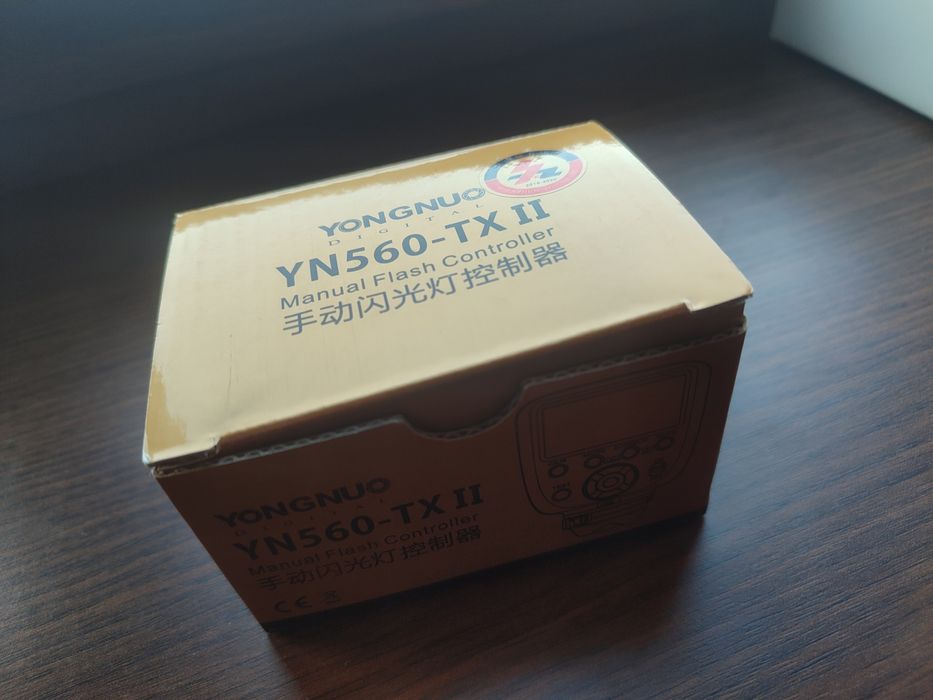 YONGNUO
DIGITAL
YN560-TX II
Manual Flash Controller
手动闪光灯控制器
YONGNUO
DIGITAL
YN560-TX II
Manual Flash Controller
手动闪光灯控制器
CE